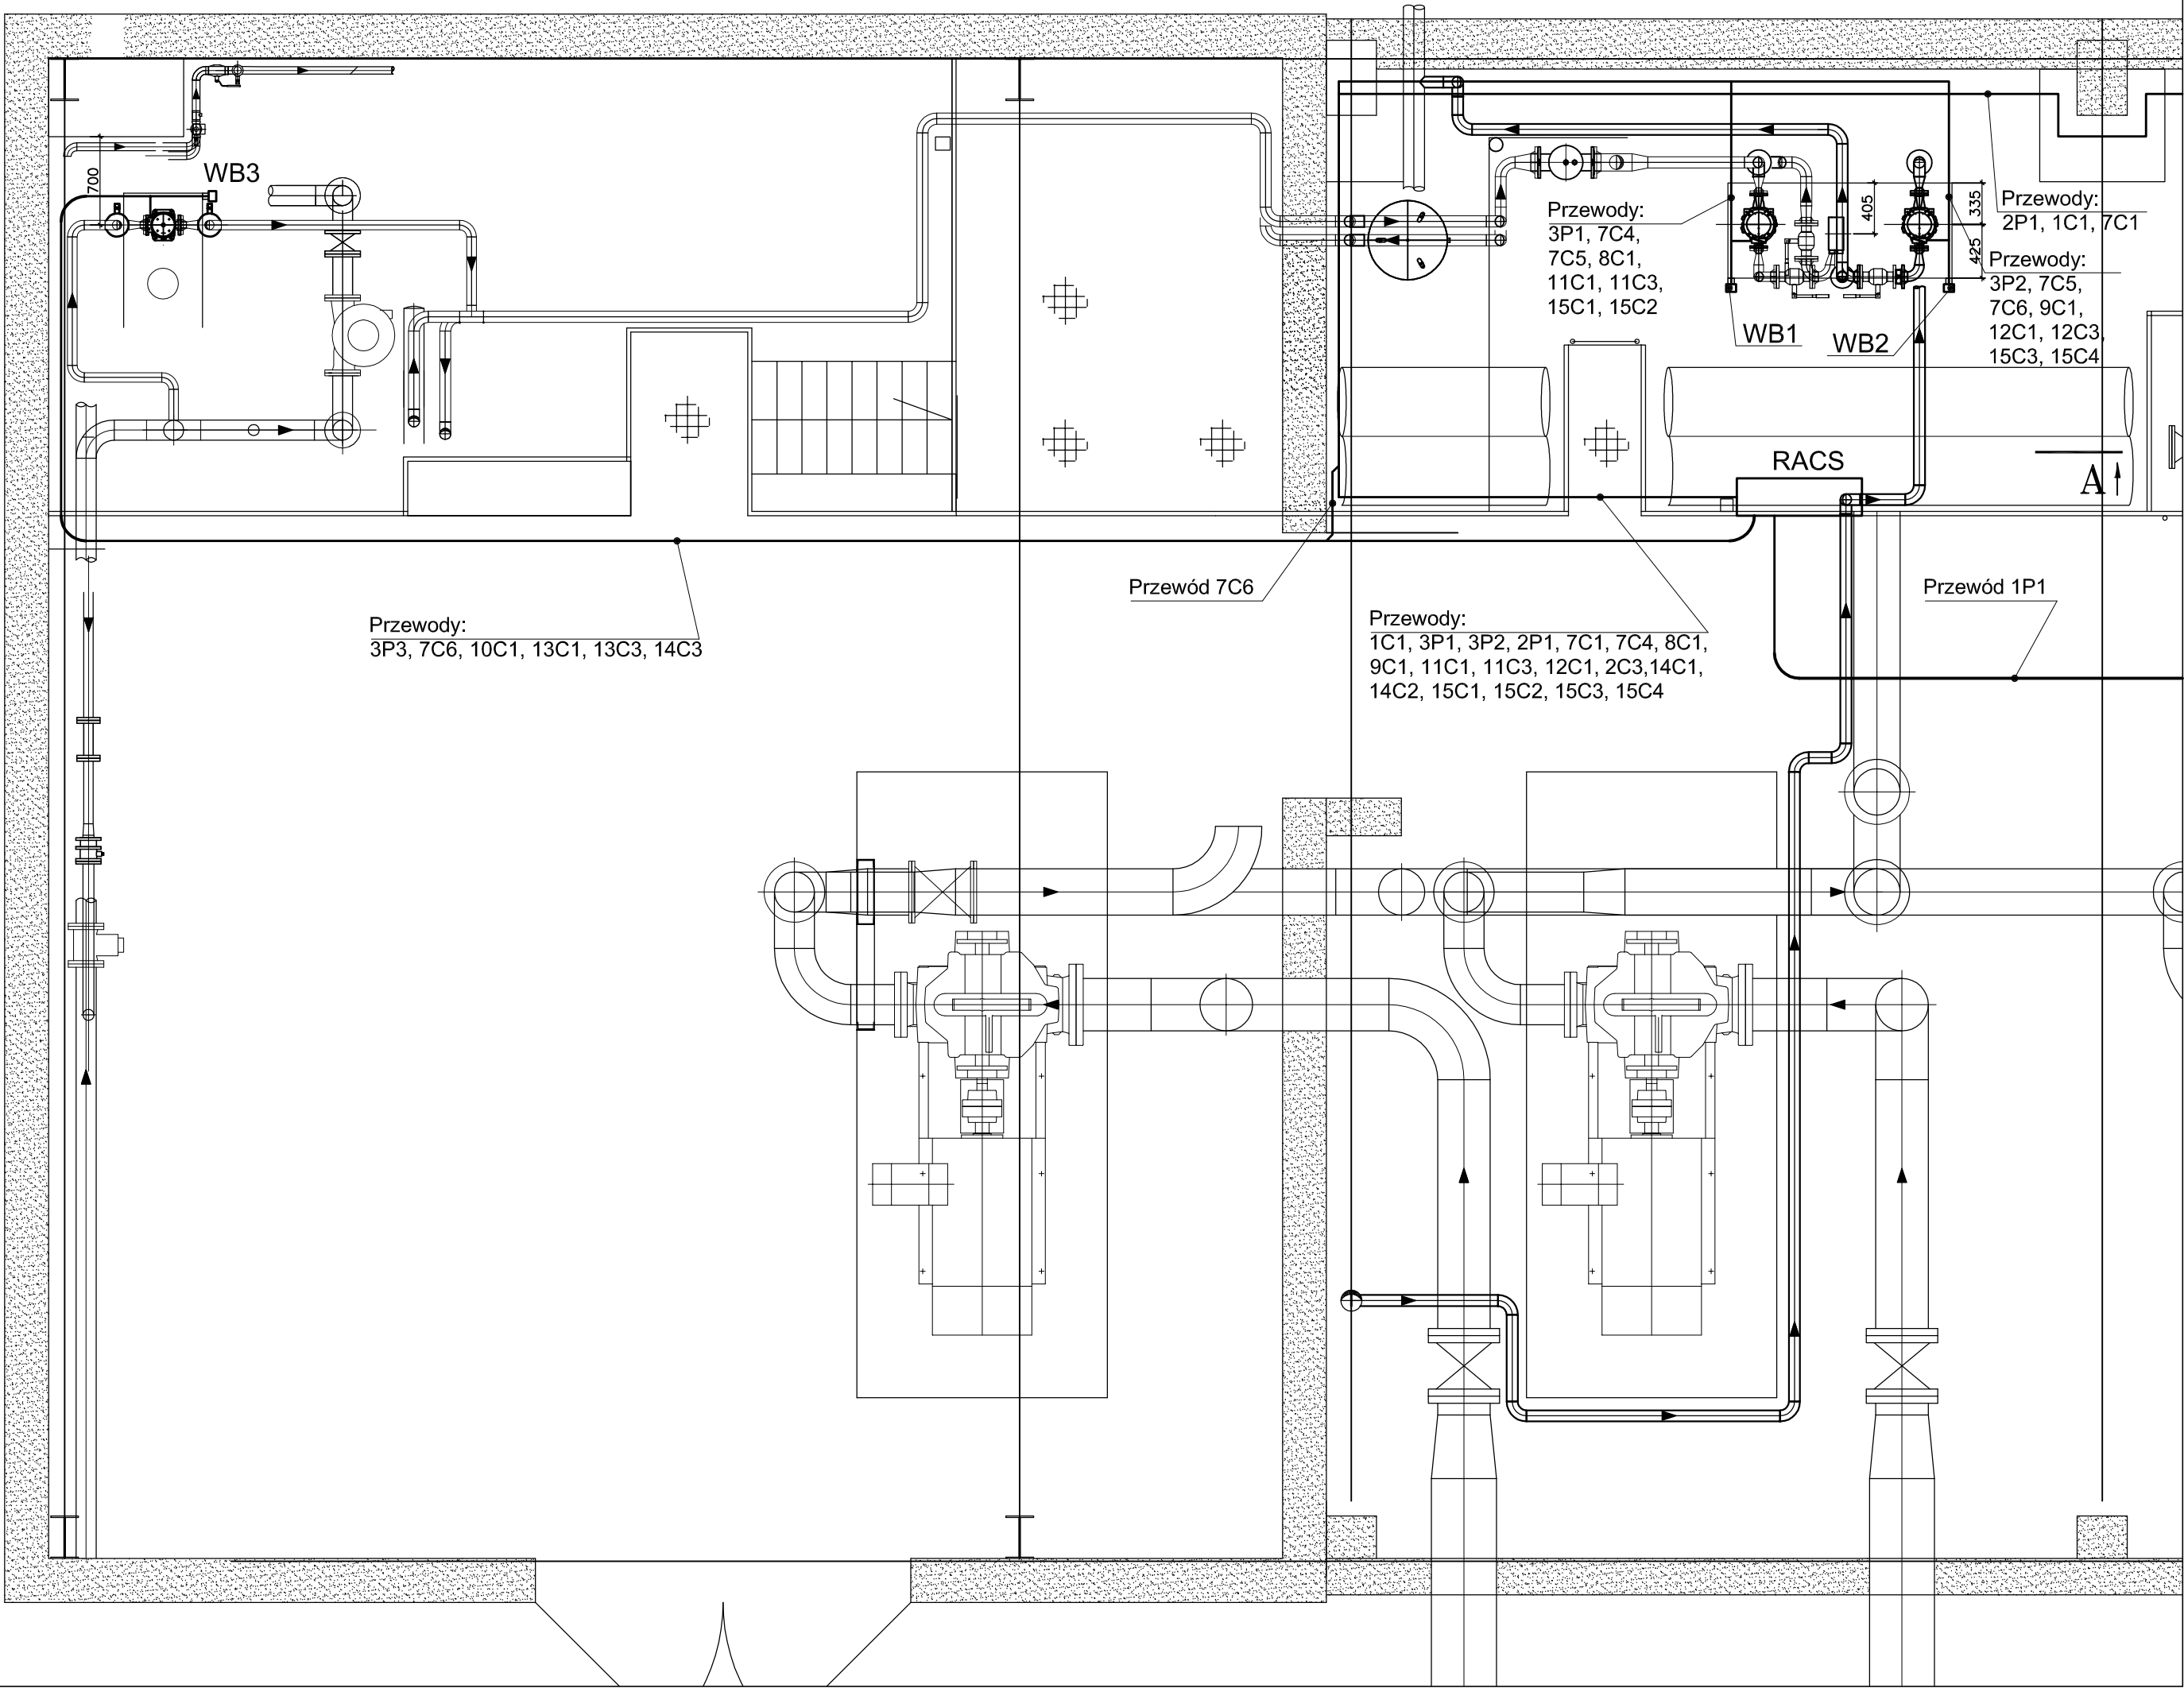 WB3
700
Przewody:
3P1, 7C4,
7C5, 8C1,
11C1, 11C3,
15C1, 15C2
405
335
425
Przewody:
2P1, 1C1, 7C1
Przewody:
3P2, 7C5,
7C6, 9C1,
12C1, 12C3,
15C3, 15C4
WB1
WB2
RACS
A
Przewód 7C6
Przewód 1P1
Przewody:
3P3, 7C6, 10C1, 13C1, 13C3, 14C3
Przewody:
1C1, 3P1, 3P2, 2P1, 7C1, 7C4, 8C1,
9C1, 11C1, 11C3, 12C1, 2C3,14C1,
14C2, 15C1, 15C2, 15C3, 15C4